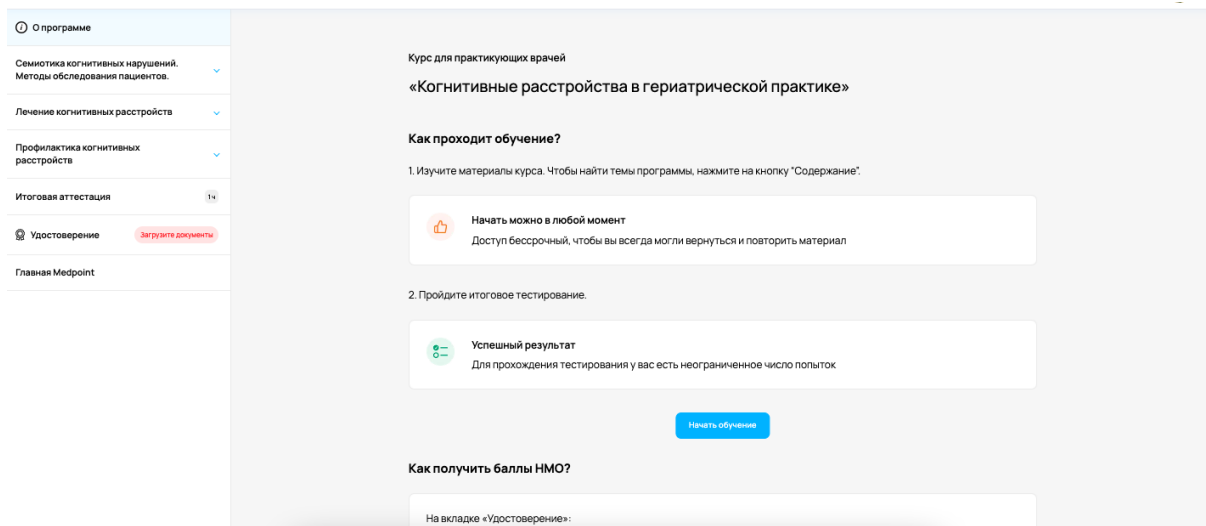 О программе
Семиотика когнитивных нарушений.
Методы обследования пациентов.
Лечение когнитивных расстройств
Профилактика когнитивных
расстройств
Итоговая аттестация
1ч
Удостоверение
Загрузите документы
Главная Medpoint
Курс для практикующих врачей
«Когнитивные расстройства в гериатрической практике»
Как проходит обучение?
1. Изучите материалы курса. Чтобы найти темы программы, нажмите на кнопку "Содержание".
Начать можно в любой момент
Доступ бессрочный, чтобы вы всегда могли вернуться и повторить материал
2. Пройдите итоговое тестирование.
Успешный результат
Для прохождения тестирования у вас есть неограниченное число попыток
Начать обучение
Как получить баллы НМО?
На вкладке «Удостоверение»: